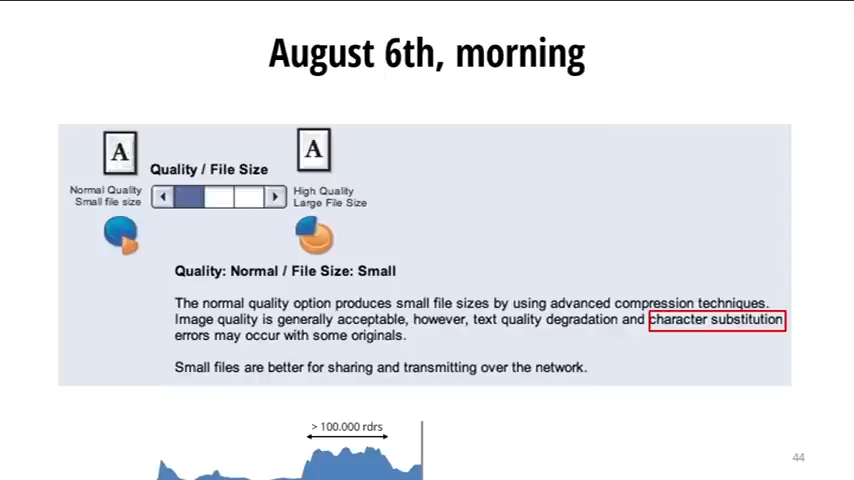 August 6th, morning
A
A
Quality / File Size
Normal Quality
Small file size
High Quality
Large File Size
Quality: Normal / File Size: Small
The normal quality option produces small file sizes by using advanced compression techniques.
Image quality is generally acceptable, however, text quality degradation and character substitution
errors may occur with some originals.
Small files are better for sharing and transmitting over the network.
> 100.000 rdrs
44